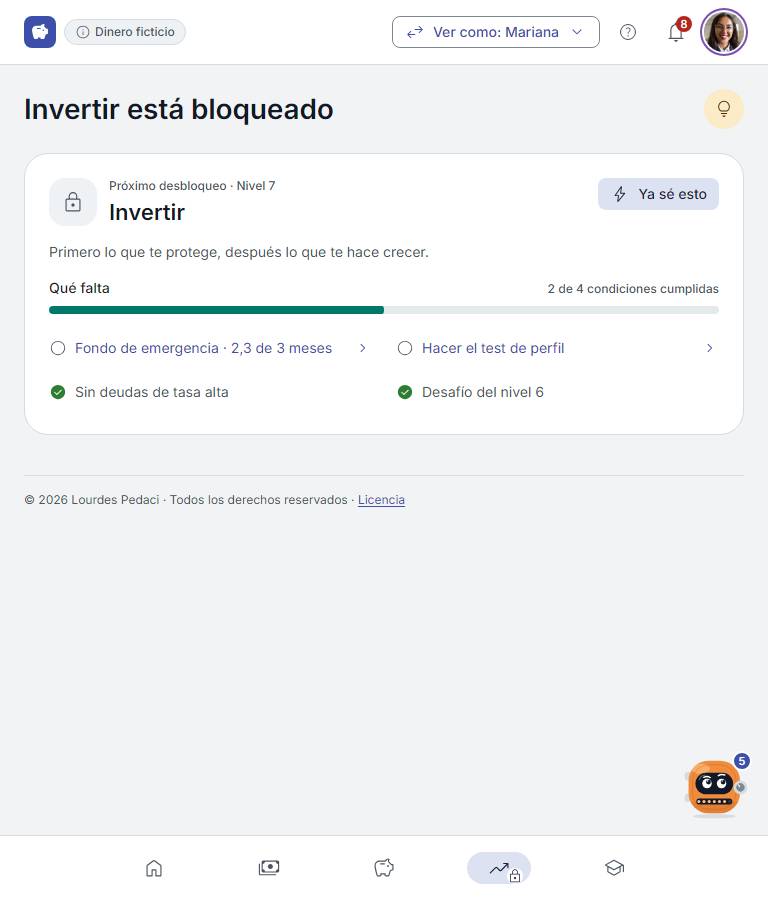 Dinero ficticio
Ver como: Mariana
8
Invertir está bloqueado
Próximo desbloqueo · Nivel 7
Invertir
Ya sé esto
Primero lo que te protege, después lo que te hace crecer.
Qué falta
2 de 4 condiciones cumplidas
Fondo de emergencia · 2,3 de 3 meses
Hacer el test de perfil
Sin deudas de tasa alta
Desafío del nivel 6
© 2026 Lourdes Pedaci · Todos los derechos reservados · Licencia
5